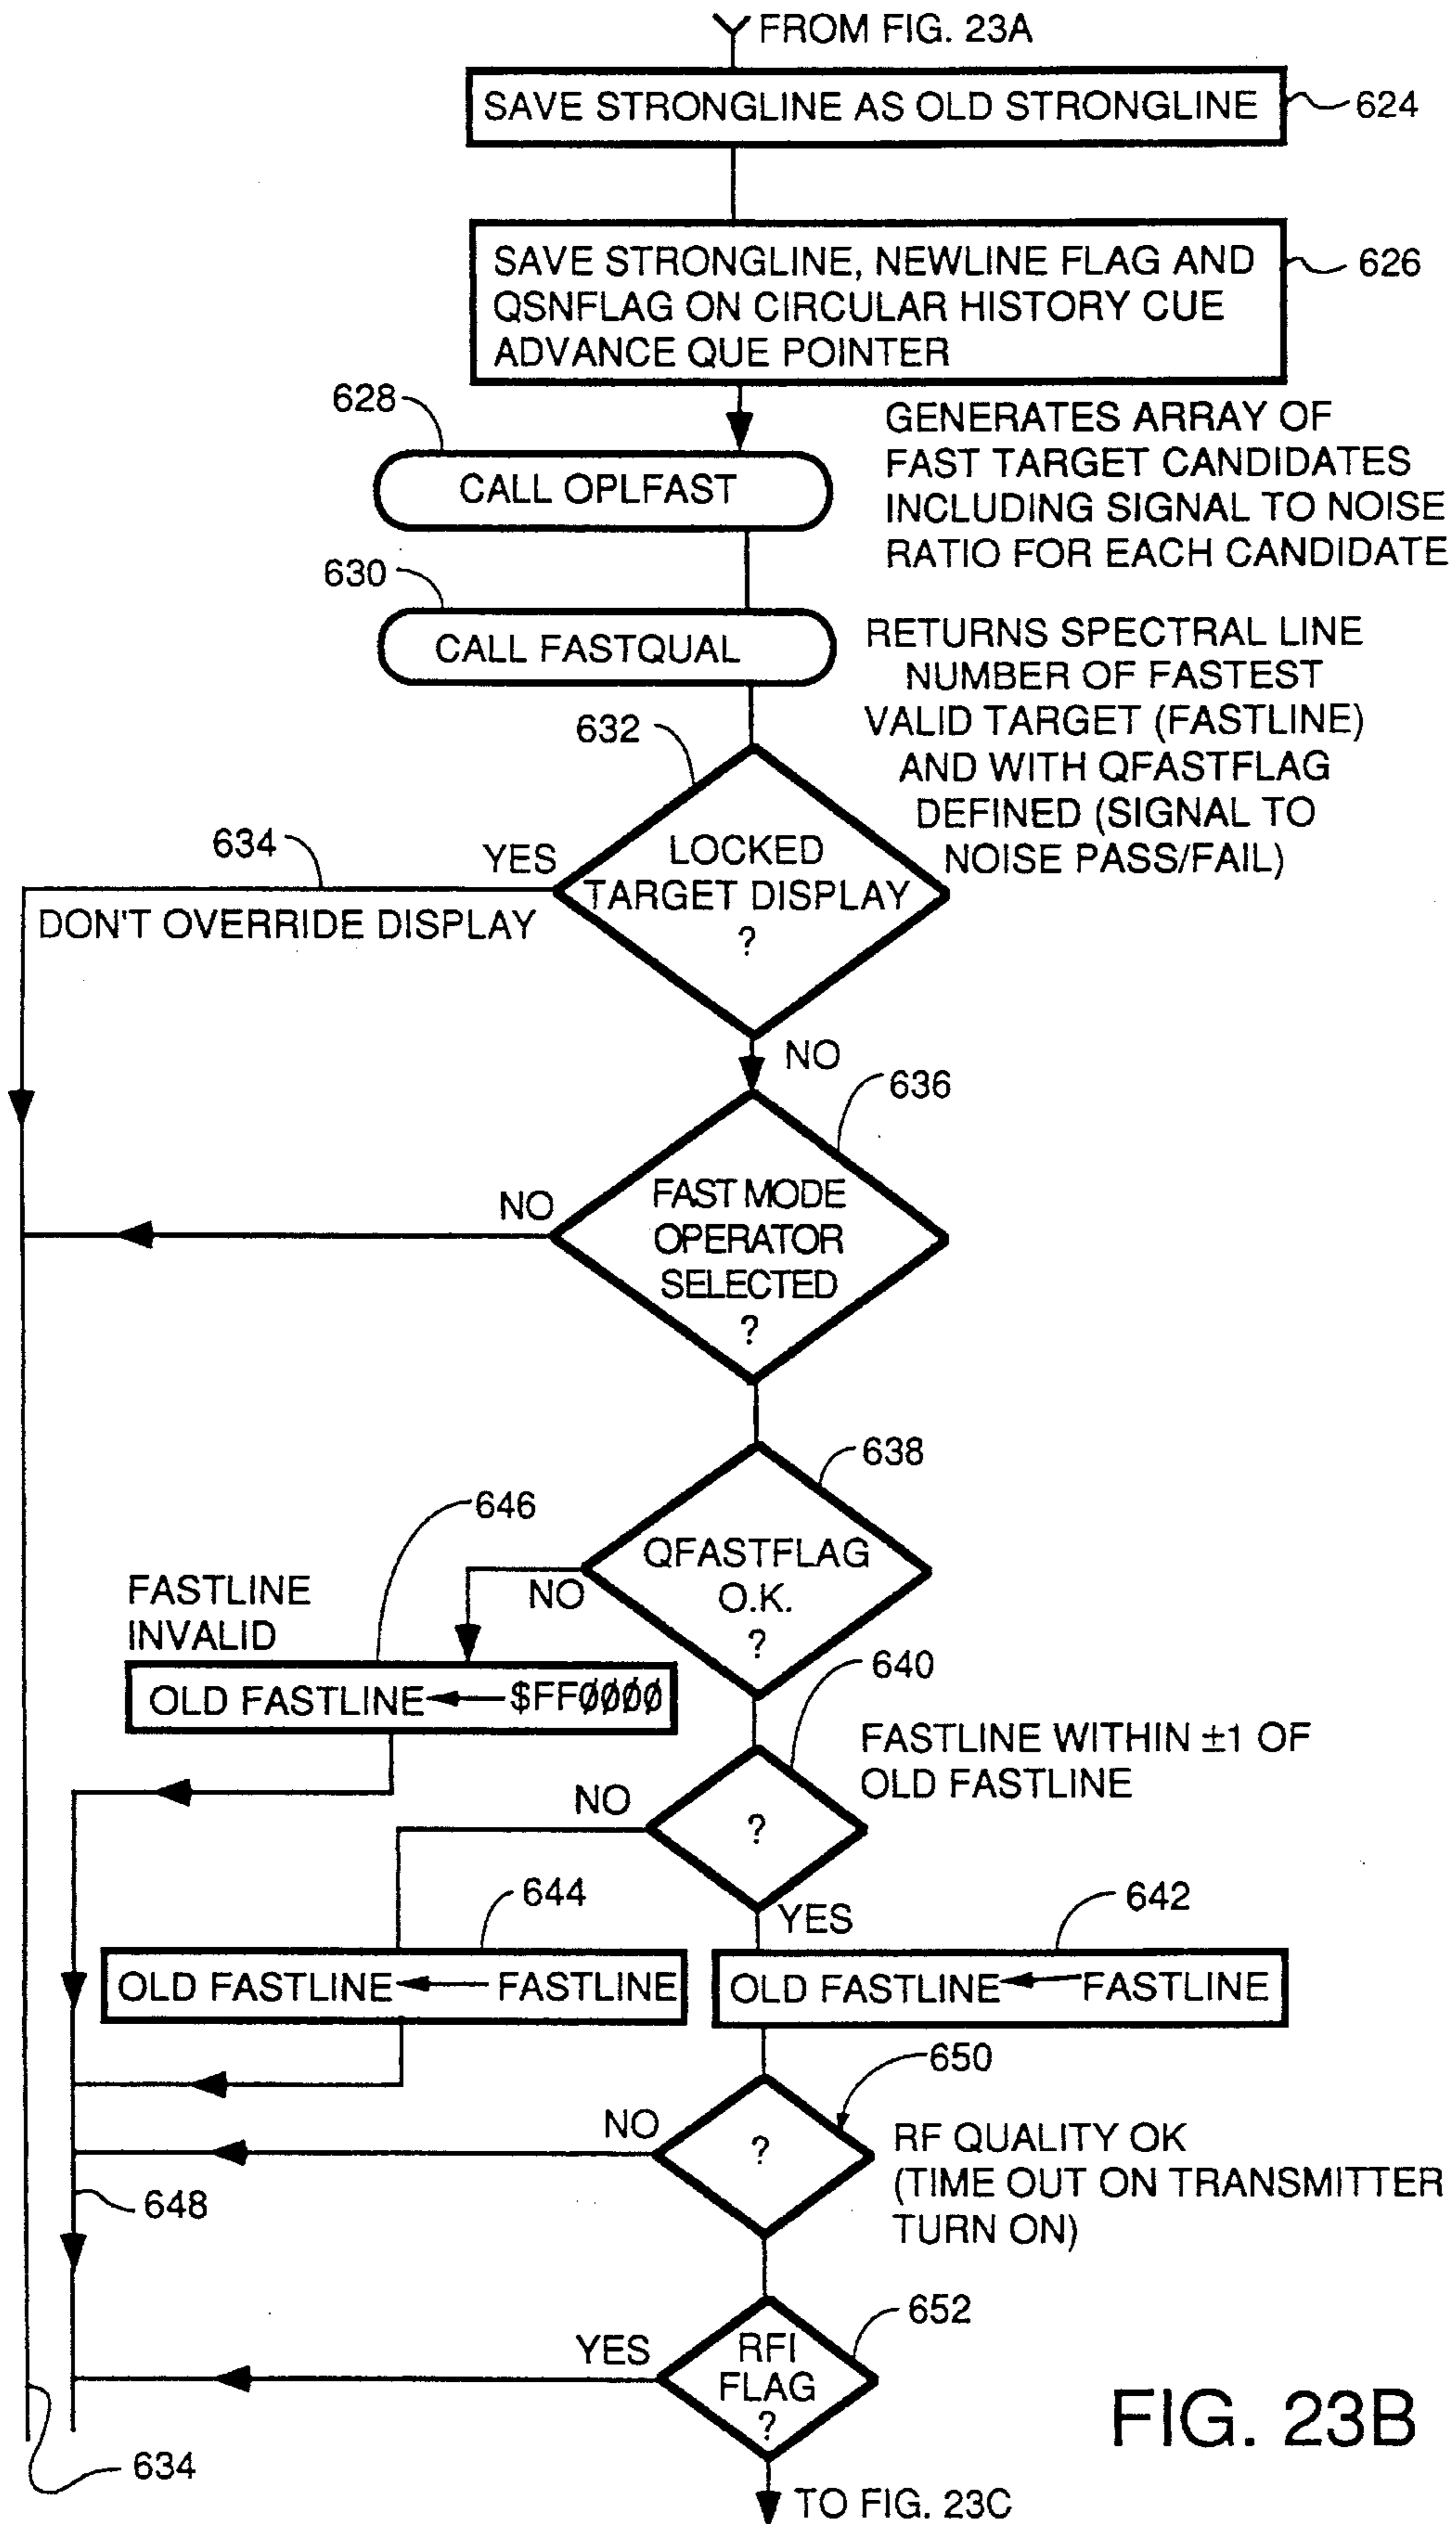 FROM FIG. 23A
SAVE STRONGLINE AS OLD STRONGLINE
624
SAVE STRONGLINE, NEWLINE FLAG AND
QSNFLAG ON CIRCULAR HISTORY CUE
ADVANCE QUE POINTER
626
628
CALL OPLFAST
GENERATES ARRAY OF
FAST TARGET CANDIDATES
INCLUDING SIGNAL TO NOISE
RATIO FOR EACH CANDIDATE
630
CALL FASTQUAL
RETURNS SPECTRAL LINE
NUMBER OF FASTEST
VALID TARGET (FASTLINE)
AND WITH QFASTFLAG
DEFINED (SIGNAL TO
NOISE PASS/FAIL)
632
634
YES
LOCKED
TARGET DISPLAY
?
DON'T OVERRIDE DISPLAY
NO
636
NO
FAST MODE
OPERATOR
SELECTED
?
638
646
QFASTFLAG
O.K.
?
NO
FASTLINE
INVALID
640
OLD FASTLINE ← $FF0000
FASTLINE WITHIN ±1 OF
OLD FASTLINE
NO
?
YES
644
642
OLD FASTLINE ← FASTLINE
OLD FASTLINE ← FASTLINE
650
NO
?
RF QUALITY OK
(TIME OUT ON TRANSMITTER
TURN ON)
648
652
YES
RFI
FLAG
?
FIG. 23B
634
TO FIG. 23C